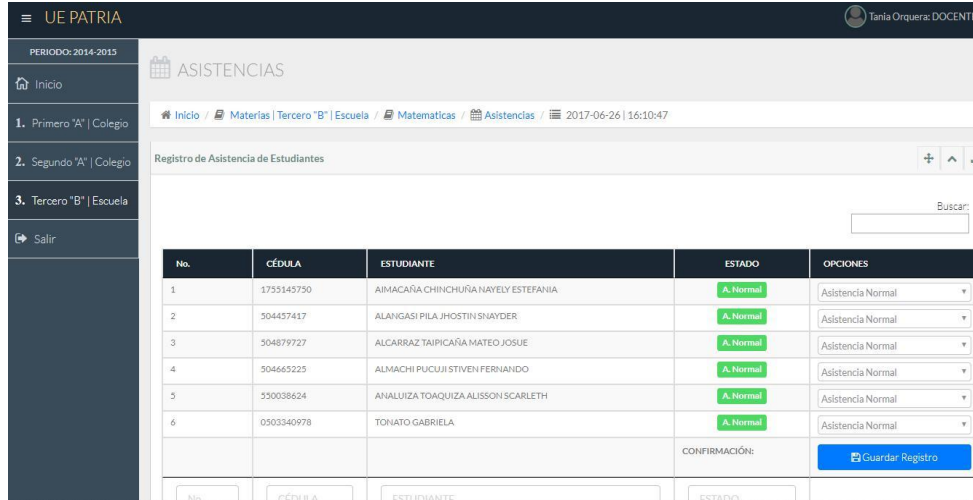 ≡ UE PATRIA
Tania Orquera: DOCENT
PERIODO: 2014-2015
Inicio
1. Primero "A" | Colegio
2. Segundo "A" | Colegio
3. Tercero "B" | Escuela
Salir
ASISTENCIAS
Inicio / Materias | Tercero "B" | Escuela / Matematicas / Asistencias / 2017-06-26 | 16:10:47
Registro de Asistencia de Estudiantes
Buscar:
No. CÉDULA ESTUDIANTE ESTADO OPCIONES
1 1755145750 AIMACAÑA CHINCHUÑA NAYELY ESTEFANIA A. Normal Asistencia Normal
2 504457417 ALANGASI PILA JHOSTIN SNAYDER A. Normal Asistencia Normal
3 504879727 ALCARRAZ TAIPICAÑA MATEO JOSUE A. Normal Asistencia Normal
4 504665225 ALMACHI PUCUJI STIVEN FERNANDO A. Normal Asistencia Normal
5 550038624 ANALUIZA TOAQUIZA ALISSON SCARLETH A. Normal Asistencia Normal
6 0503340978 TONATO GABRIELA A. Normal Asistencia Normal
CONFIRMACIÓN: Guardar Registro
No. CÉDULA ESTUDIANTE ESTADO